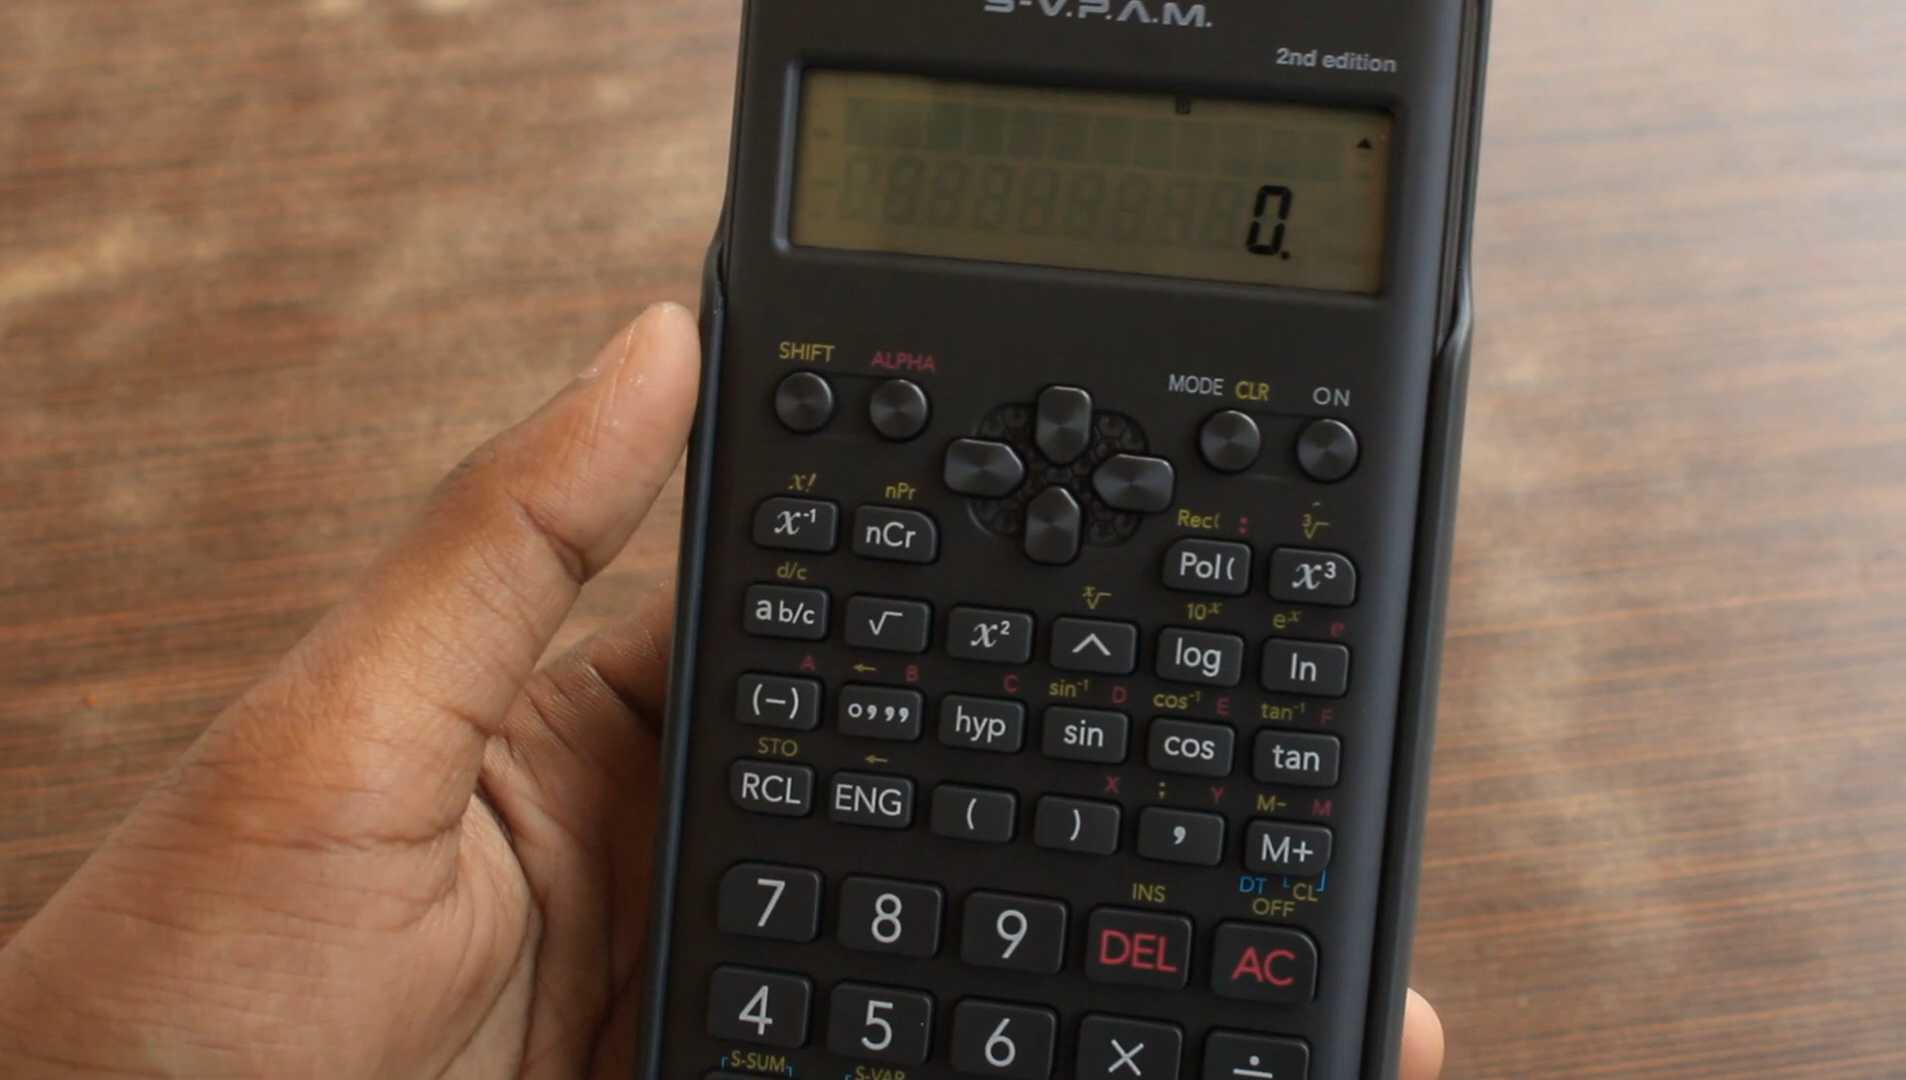 S-V.P.A.M.
2nd edition
0.
SHIFT ALPHA MODE CLR ON
x! nPr Rec( : ³√
x⁻¹ nCr Pol( x³
d/c ˣ√ 10ˣ eˣ e
a b/c √ x² ^ log ln
A ← B C sin⁻¹ D cos⁻¹ E tan⁻¹ F
(−) o,,, hyp sin cos tan
STO ← X ; Y M− M
RCL ENG ( ) , M+
DT CL
INS OFF
7 8 9 DEL AC
4 5 6 × ÷
S-SUM S-VAR